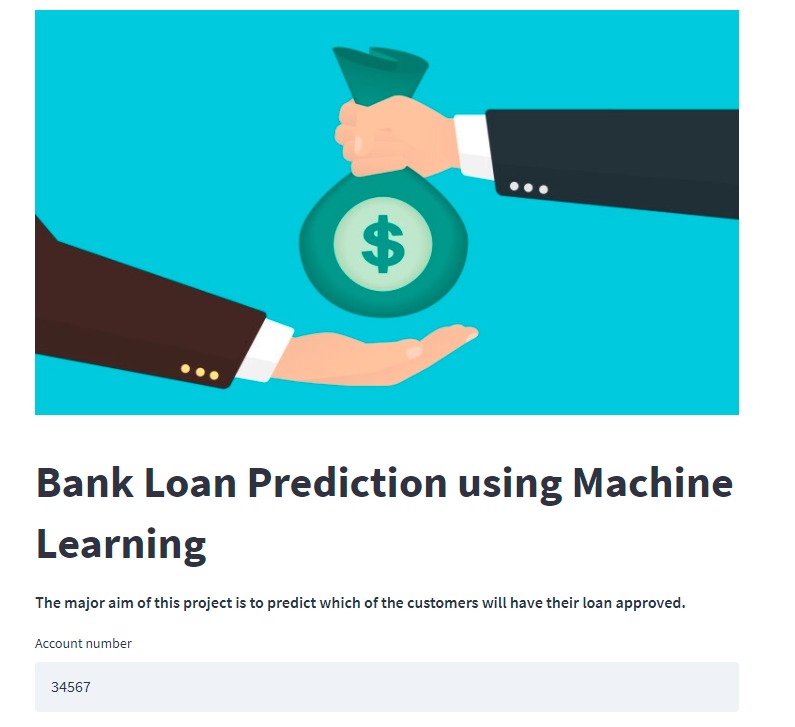 $
Bank Loan Prediction using Machine
Learning
The major aim of this project is to predict which of the customers will have their loan approved.
Account number
34567